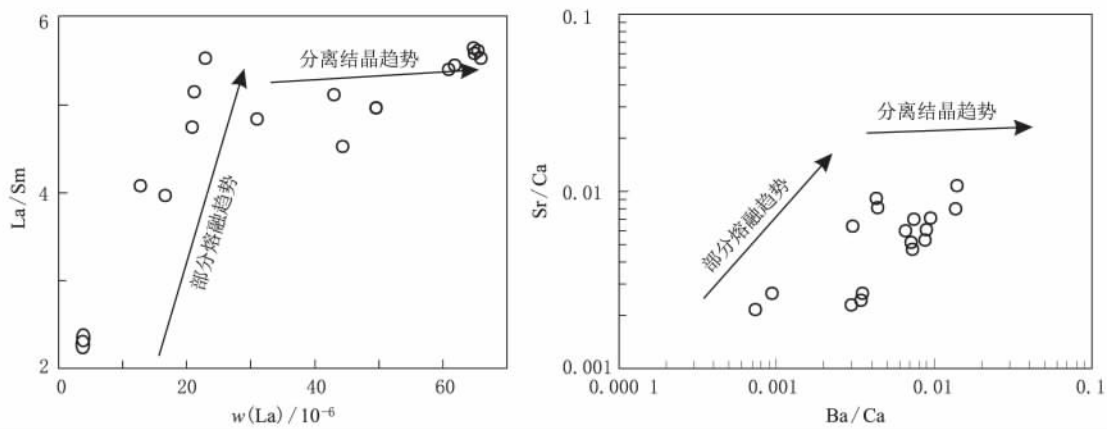 6
4
2
La/Sm
分离结晶趋势
部分熔融趋势
0
20
40
60
w(La)/10⁻⁶
0.1
0.01
0.001
Sr/Ca
分离结晶趋势
部分熔融趋势
0.000 1
0.001
0.01
0.1
Ba/Ca